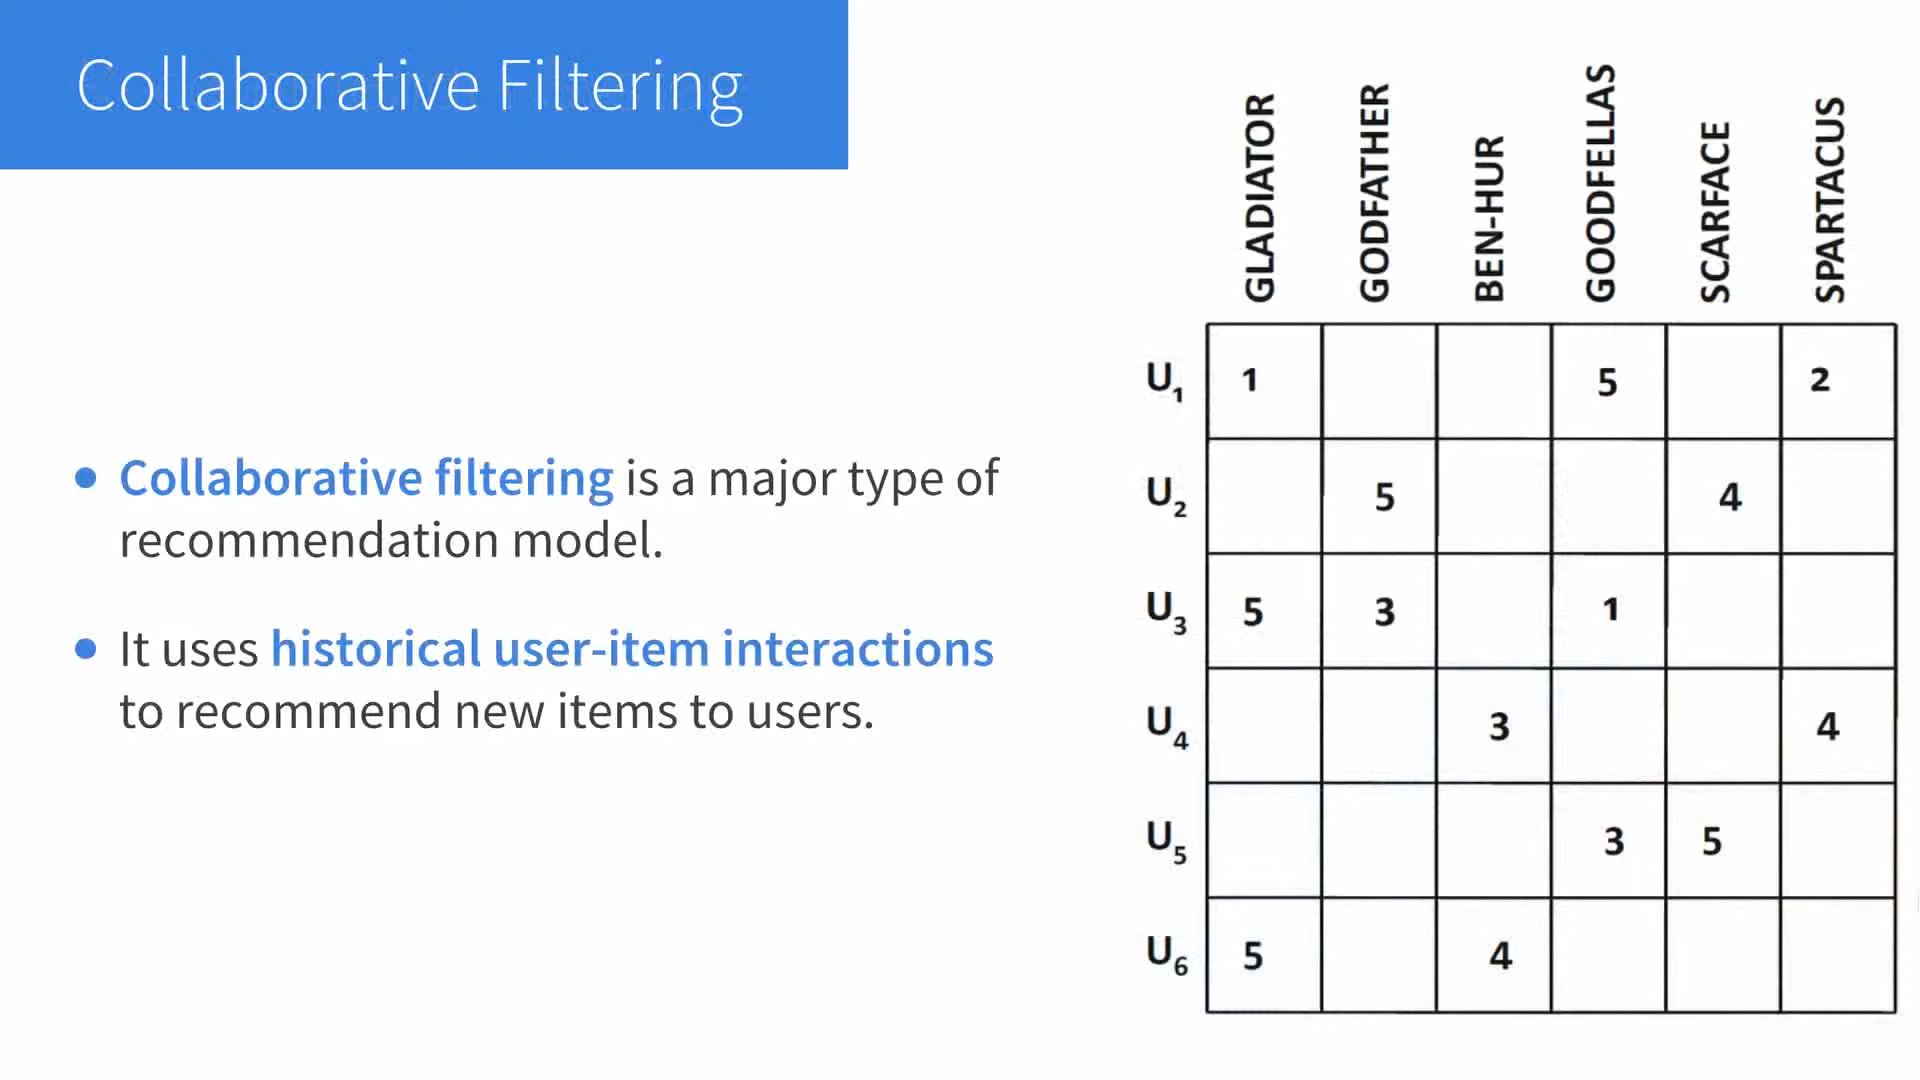 Collaborative Filtering
• Collaborative filtering is a major type of
recommendation model.
• It uses historical user-item interactions
to recommend new items to users.
GLADIATOR GODFATHER BEN-HUR GOODFELLAS SCARFACE SPARTACUS
U1 1 5 2
U2 5 4
U3 5 3 1
U4 3 4
U5 3 5
U6 5 4